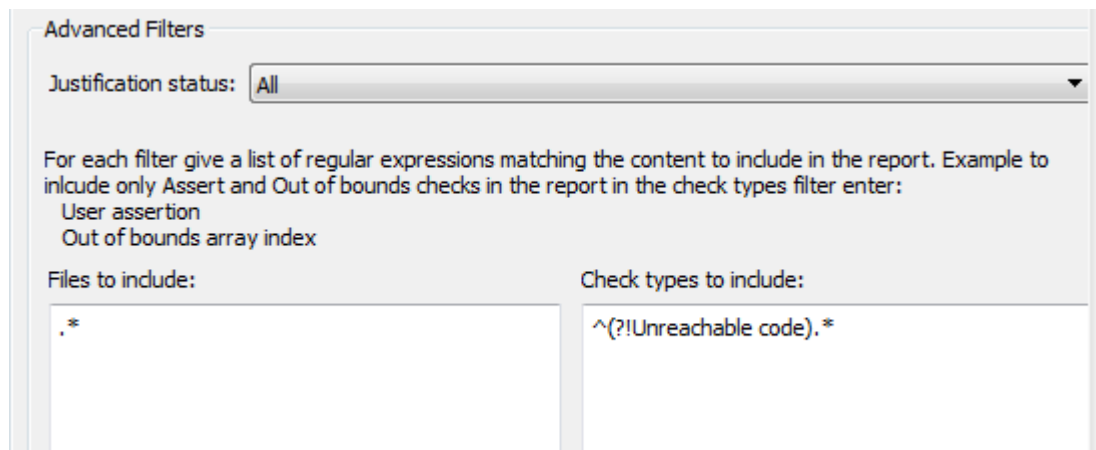 Advanced Filters
Justification status: All
For each filter give a list of regular expressions matching the content to include in the report. Example to
inlcude only Assert and Out of bounds checks in the report in the check types filter enter:
User assertion
Out of bounds array index
Files to include: Check types to include:
.* ^(?!Unreachable code).*